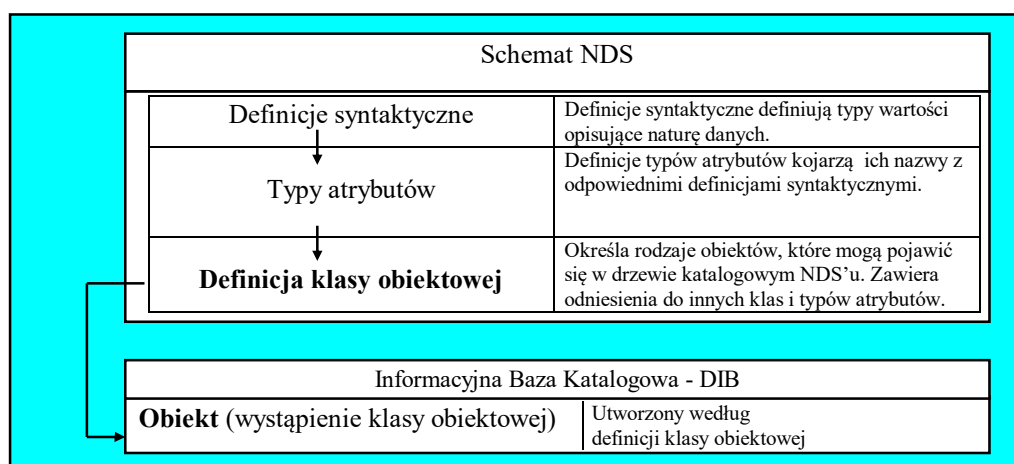 Schemat NDS
Definicje syntaktyczne
Definicje syntaktyczne definiują typy wartości
opisujące naturę danych.
Typy atrybutów
Definicje typów atrybutów kojarzą ich nazwy z
odpowiednimi definicjami syntaktycznymi.
Definicja klasy obiektowej
Określa rodzaje obiektów, które mogą pojawić
się w drzewie katalogowym NDS'u. Zawiera
odniesienia do innych klas i typów atrybutów.
Informacyjna Baza Katalogowa - DIB
Obiekt (wystąpienie klasy obiektowej)
Utworzony według
definicji klasy obiektowej